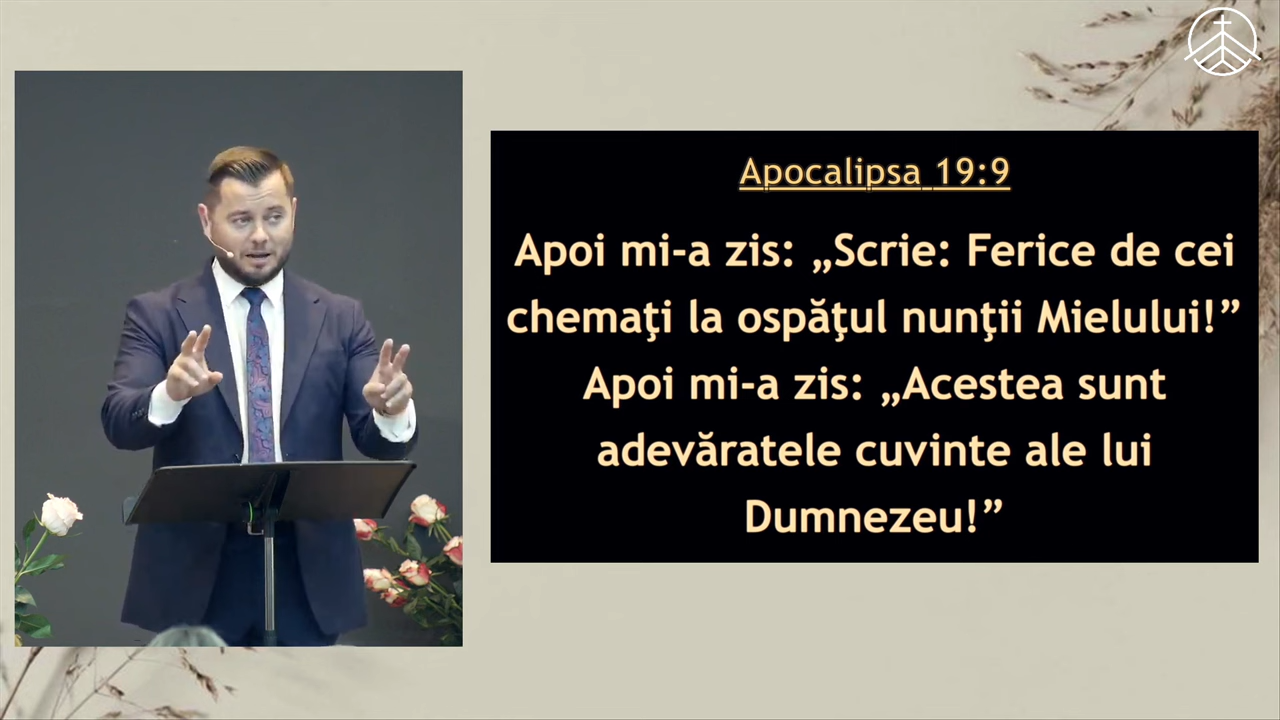 Apocalipsa 19:9
Apoi mi-a zis: „Scrie: Ferice de cei
chemaţi la ospăţul nunţii Mielului!”
Apoi mi-a zis: „Acestea sunt
adevăratele cuvinte ale lui
Dumnezeu!”